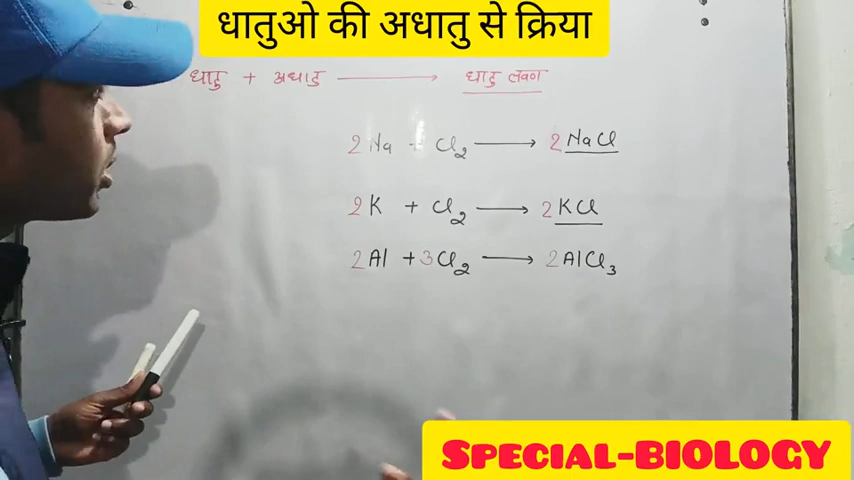 धातुओ की अधातु से क्रिया
धातु + अधातु ⟶ धातु लवण
2Na + Cl₂ ⟶ 2NaCl
2K + Cl₂ ⟶ 2KCl
2Al + 3Cl₂ ⟶ 2AlCl₃
SPECIAL-BIOLOGY